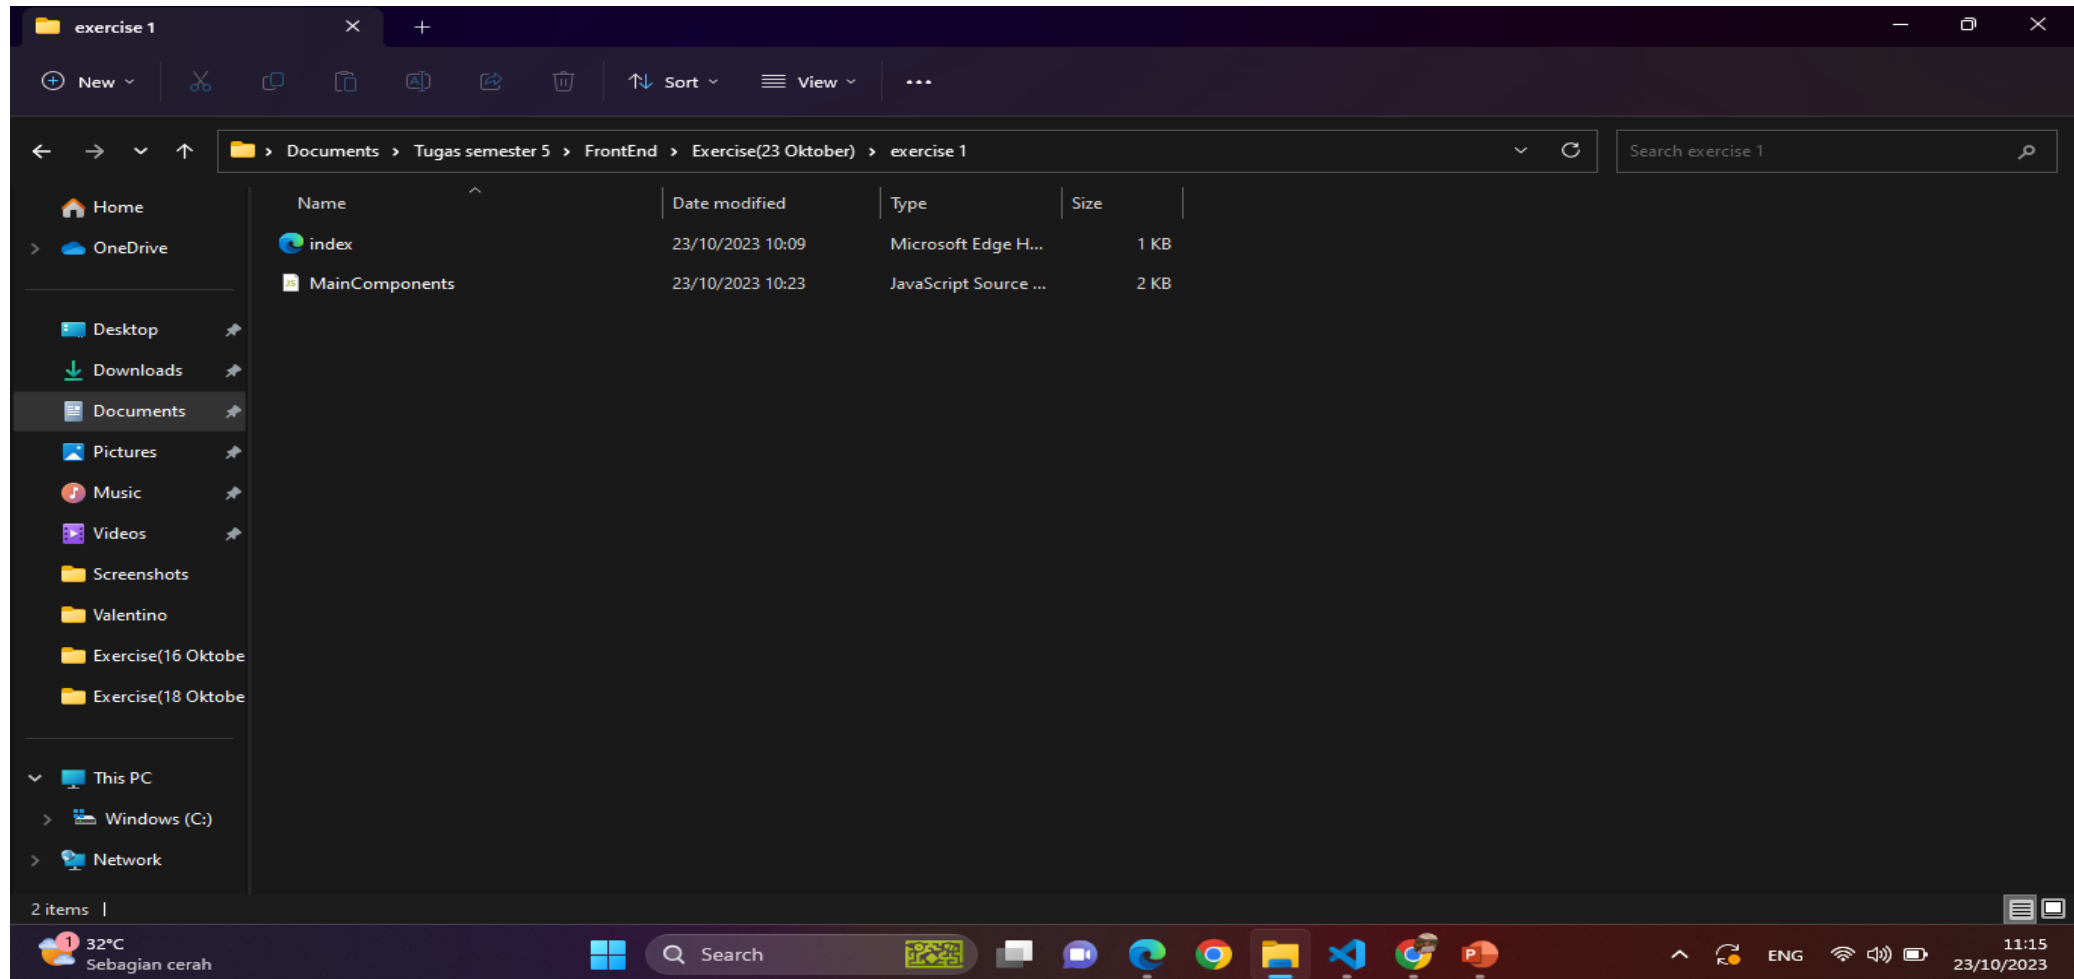 exercise 1
New
Sort
View
Documents > Tugas semester 5 > FrontEnd > Exercise(23 Oktober) > exercise 1
Search exercise 1
Name Date modified Type Size
index 23/10/2023 10:09 Microsoft Edge H... 1 KB
MainComponents 23/10/2023 10:23 JavaScript Source ... 2 KB
Home
OneDrive
Desktop
Downloads
Documents
Pictures
Music
Videos
Screenshots
Valentino
Exercise(16 Oktobe
Exercise(18 Oktobe
This PC
Windows (C:)
Network
2 items
1
32°C
Sebagian cerah
Search
ENG
11:15
23/10/2023